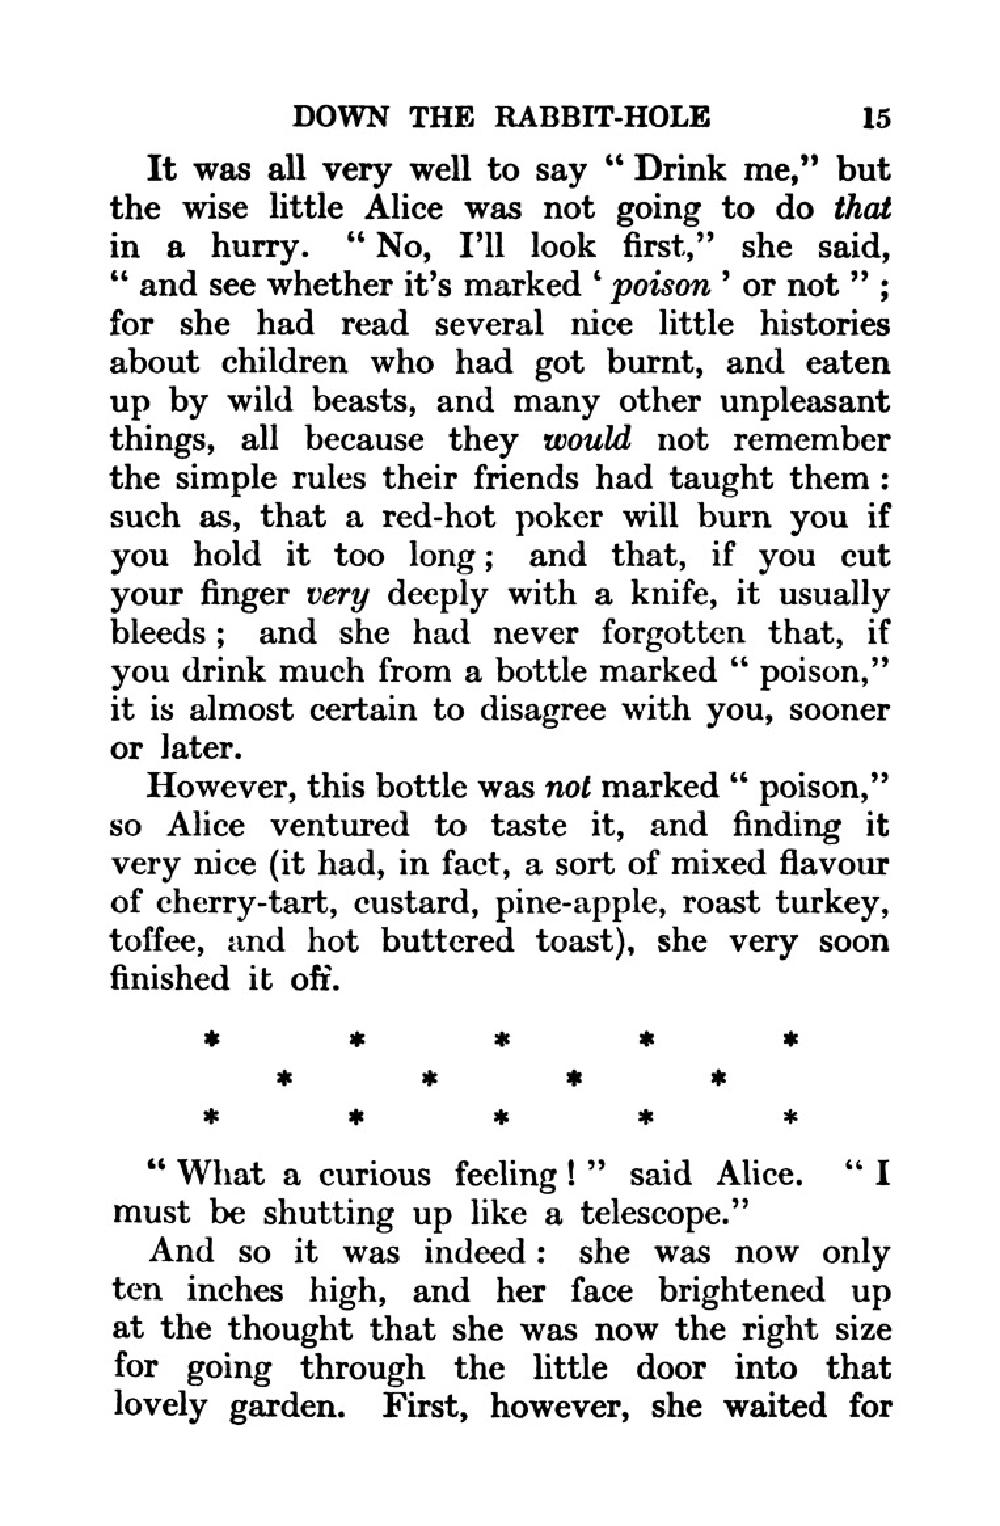 DOWN THE RABBIT-HOLE 15
It was all very well to say “ Drink me,” but
the wise little Alice was not going to do that
in a hurry. “ No, I’ll look first,” she said,
“ and see whether it’s marked ‘ poison ’ or not ” ;
for she had read several nice little histories
about children who had got burnt, and eaten
up by wild beasts, and many other unpleasant
things, all because they would not remember
the simple rules their friends had taught them :
such as, that a red-hot poker will burn you if
you hold it too long ; and that, if you cut
your finger very deeply with a knife, it usually
bleeds ; and she had never forgotten that, if
you drink much from a bottle marked “ poison,”
it is almost certain to disagree with you, sooner
or later.
However, this bottle was not marked “ poison,”
so Alice ventured to taste it, and finding it
very nice (it had, in fact, a sort of mixed flavour
of cherry-tart, custard, pine-apple, roast turkey,
toffee, and hot buttered toast), she very soon
finished it off.
* * * * *
* * * *
* * * * *
“ What a curious feeling ! ” said Alice. “ I
must be shutting up like a telescope.”
And so it was indeed : she was now only
ten inches high, and her face brightened up
at the thought that she was now the right size
for going through the little door into that
lovely garden. First, however, she waited for